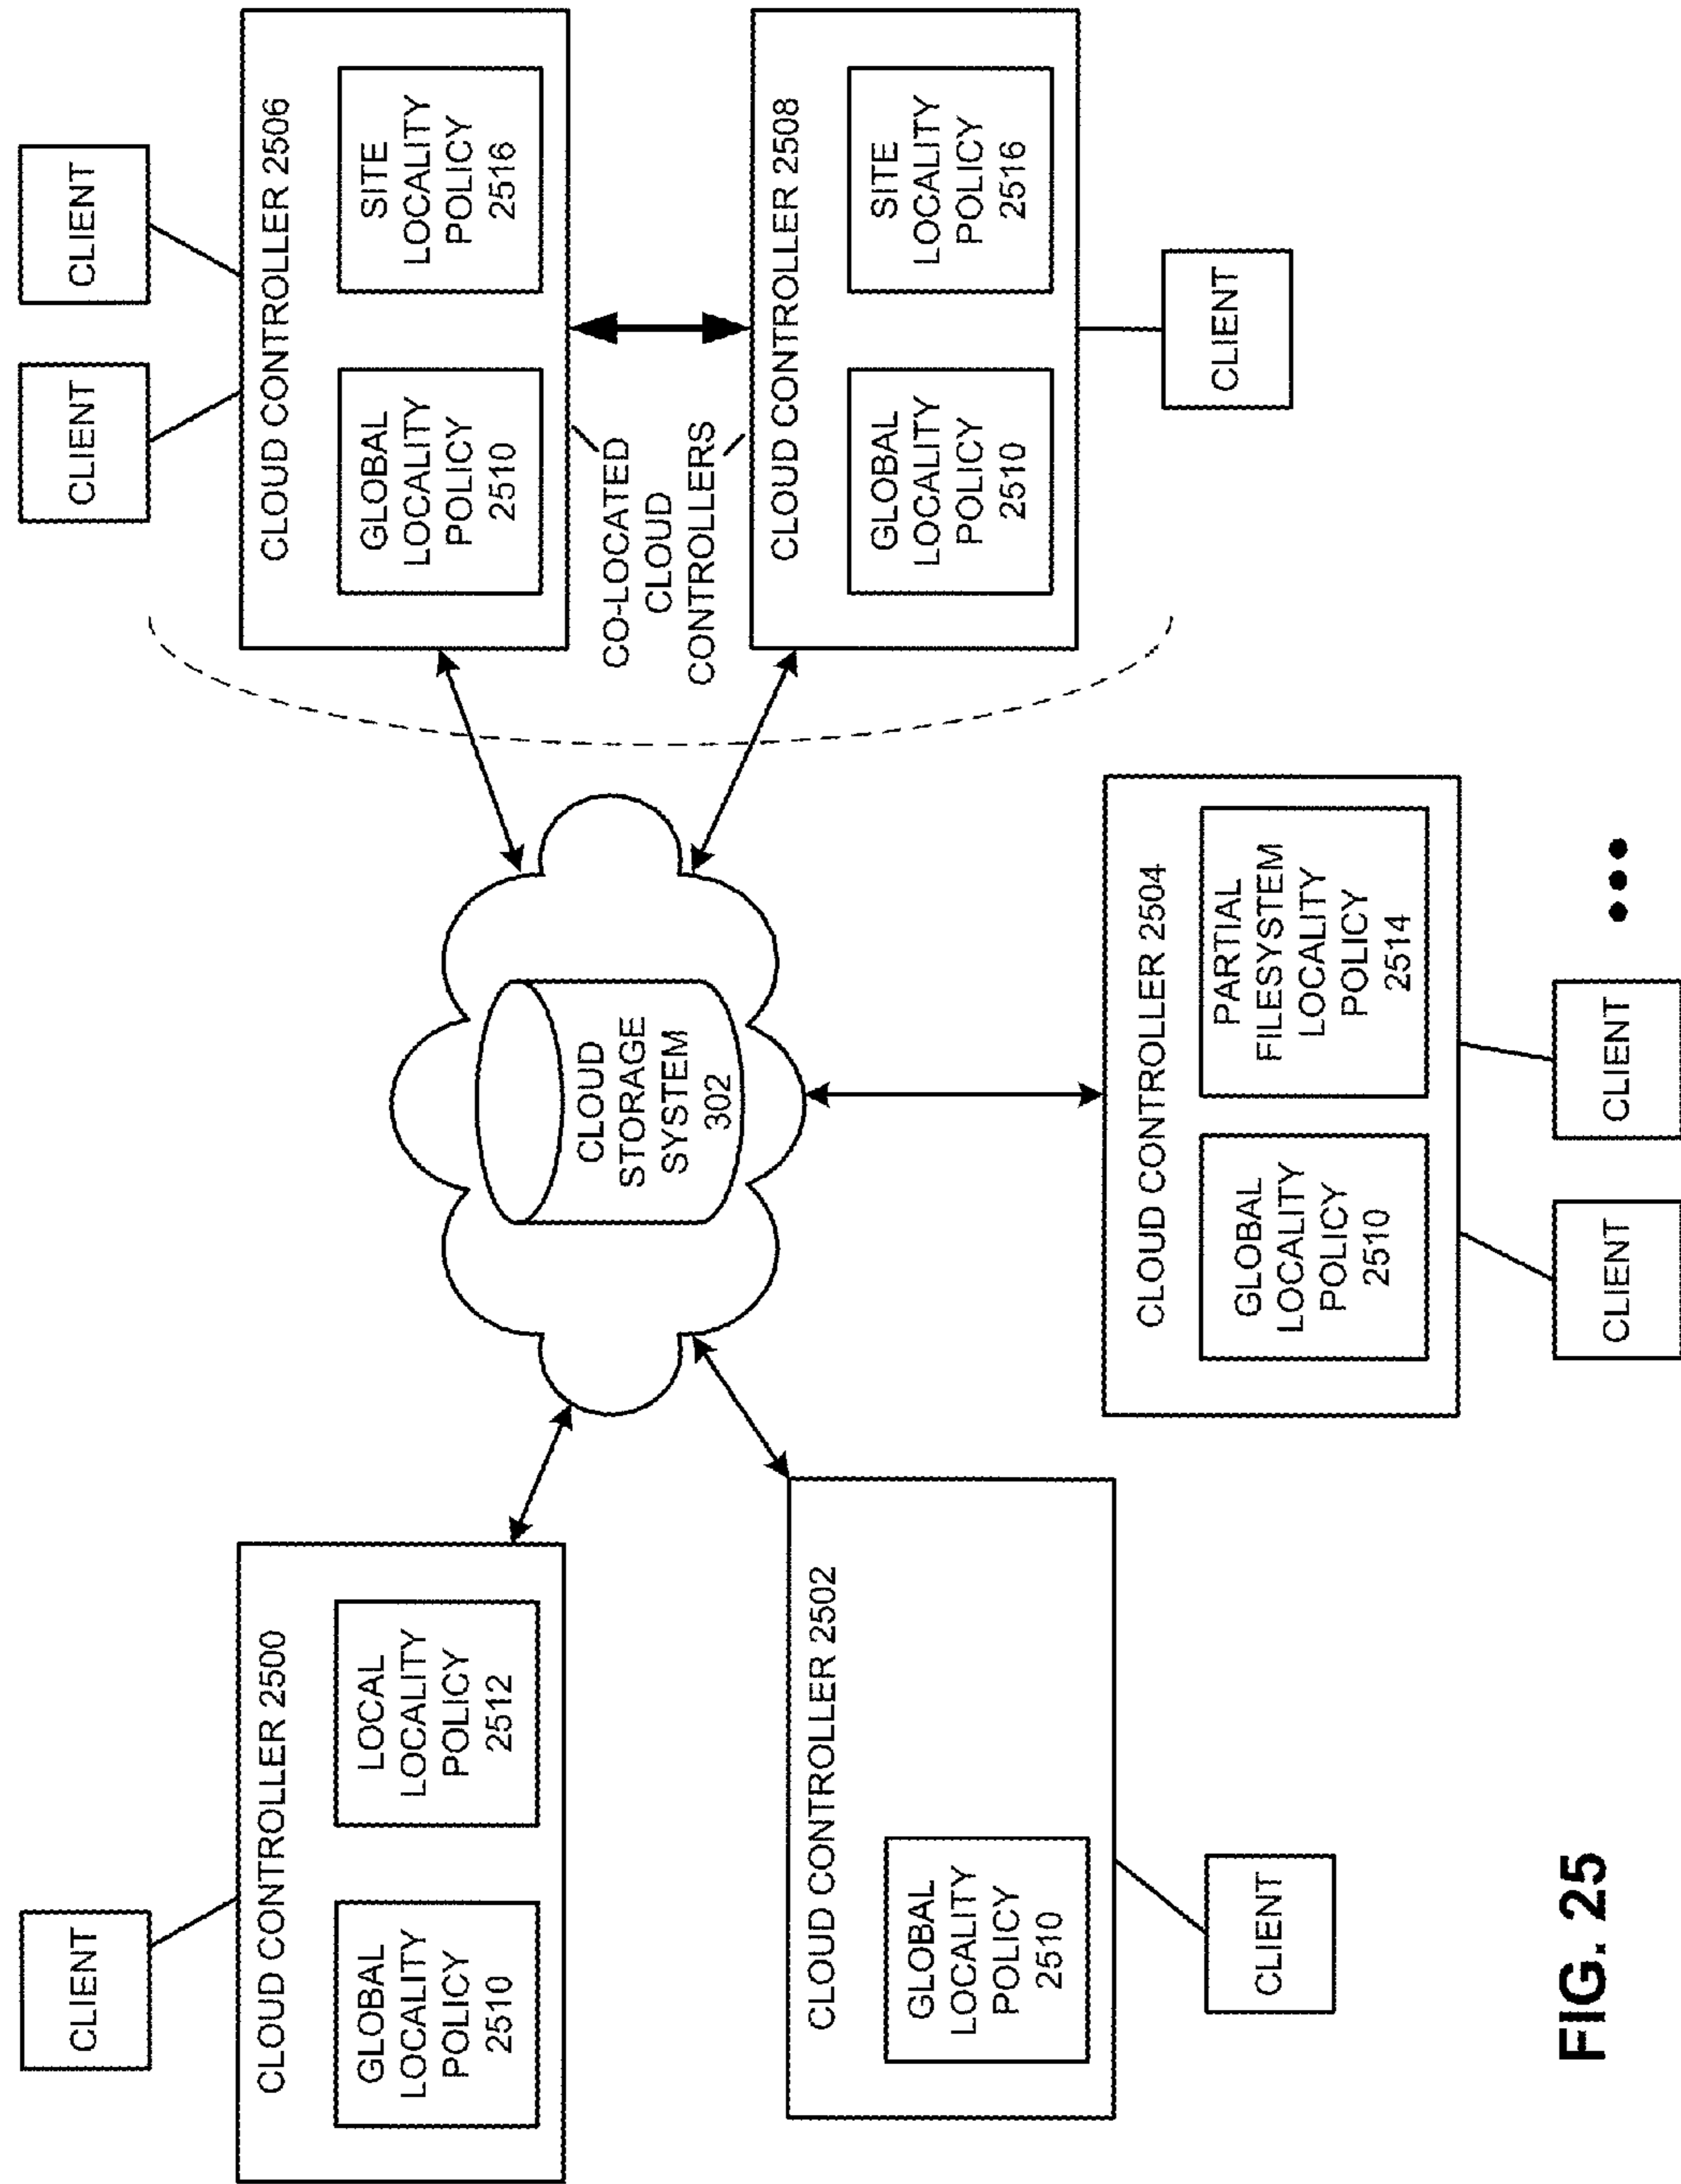 CLIENT
CLOUD CONTROLLER 2500
GLOBAL
LOCALITY
POLICY
2510
LOCAL
LOCALITY
POLICY
2512
CLOUD CONTROLLER 2502
GLOBAL
LOCALITY
POLICY
2510
CLIENT
CLOUD
STORAGE
SYSTEM
302
CLOUD CONTROLLER 2504
GLOBAL
LOCALITY
POLICY
2510
PARTIAL
FILESYSTEM
LOCALITY
POLICY
2514
CLIENT
CLIENT
CLIENT
CLIENT
CLOUD CONTROLLER 2506
GLOBAL
LOCALITY
POLICY
2510
SITE
LOCALITY
POLICY
2516
CO-LOCATED
CLOUD
CONTROLLERS
CLOUD CONTROLLER 2508
GLOBAL
LOCALITY
POLICY
2510
SITE
LOCALITY
POLICY
2516
CLIENT
FIG. 25